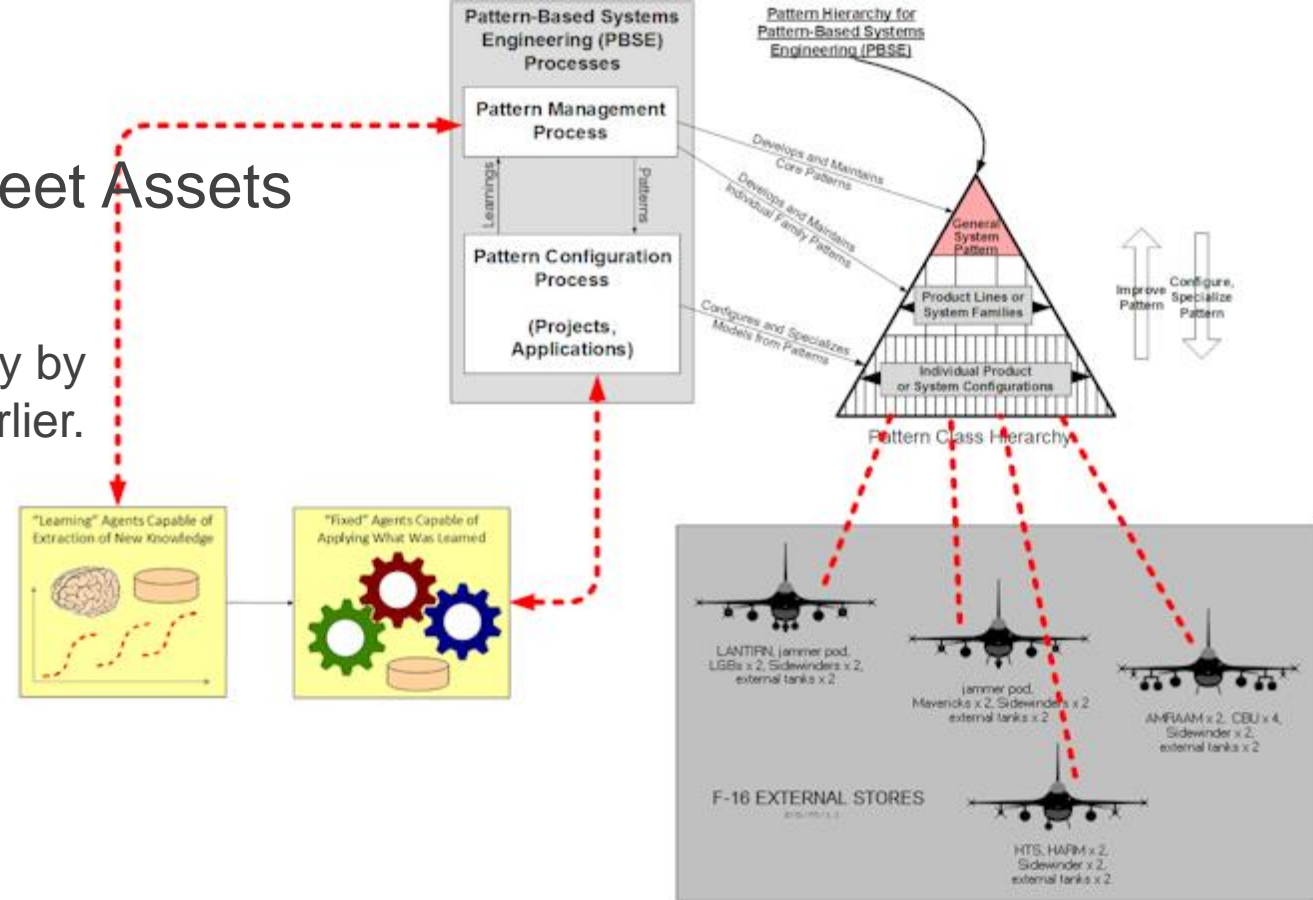 eet Assets
y by
rlier.
Pattern-Based Systems
Engineering (PBSE)
Processes
Pattern Management
Process
Learnings
Patterns
Pattern Configuration
Process
(Projects,
Applications)
Pattern Hierarchy for
Pattern-Based Systems
Engineering (PBSE)
Develops and Maintains
Core Patterns
Develops and Maintains
Individual Family Patterns
Configures and Specializes
Models from Patterns
General
System
Pattern
Product Lines or
System Families
Individual Product
or System Configurations
Pattern Class Hierarchy
Improve
Pattern
Configure,
Specialize
Pattern
"Learning" Agents Capable of
Extraction of New Knowledge
"Fixed" Agents Capable of
Applying What Was Learned
LANTIRN, jammer pod,
LGBs x 2, Sidewinders x 2,
external tanks x 2
jammer pod,
Mavericks x 2, Sidewinders x 2
external tanks x 2
AMRAAM x 2, CBU x 4,
Sidewinder x 2,
external tanks x 2
F-16 EXTERNAL STORES
HTS, HARM x 2,
Sidewinder x 2,
external tanks x 2